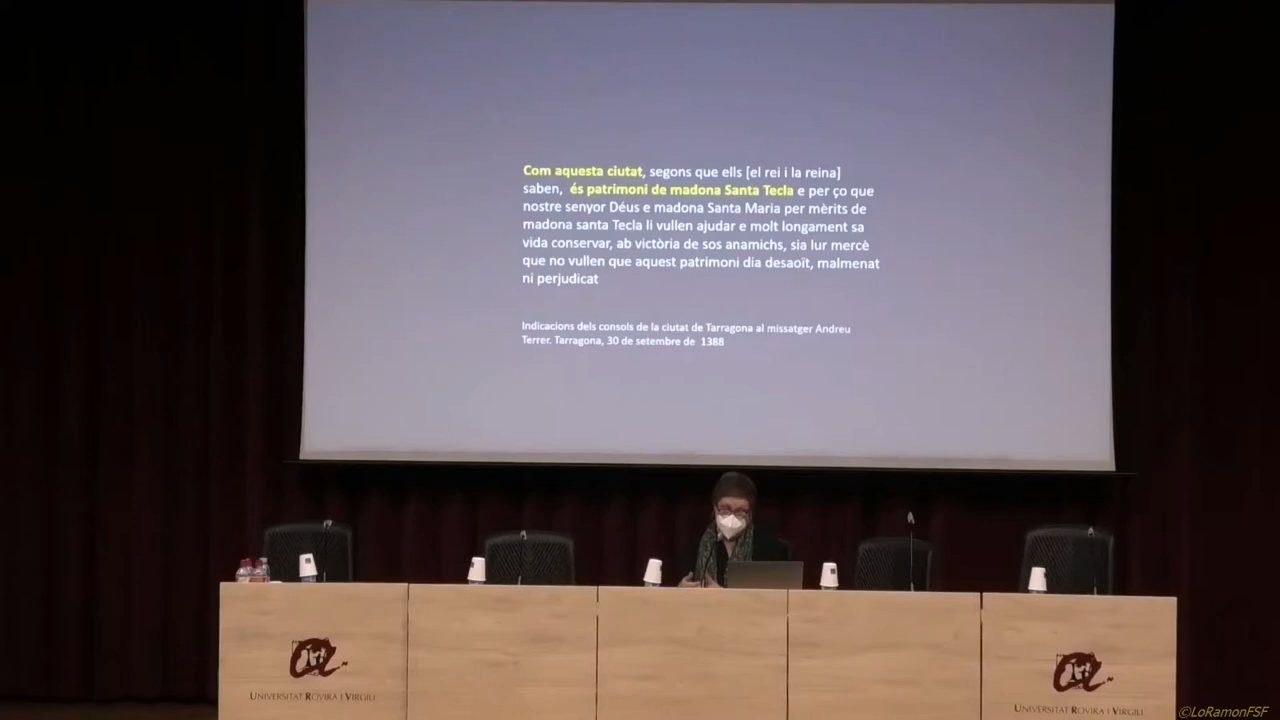 Com aquesta ciutat, segons que ells [el rei i la reina]
saben, és patrimoni de madona Santa Tecla e per ço que
nostre senyor Déus e madona Santa Maria per mèrits de
madona santa Tecla li vullen ajudar e molt longament sa
vida conservar, ab victòria de sos anamichs, sia lur mercè
que no vullen que aquest patrimoni dia desaoït, malmenat
ni perjudicat
Indicacions dels consols de la ciutat de Tarragona al missatger Andreu
Terrer. Tarragona, 30 de setembre de 1388
UNIVERSITAT ROVIRA I VIRGILI
UNIVERSITAT ROVIRA I VIRGILI
©LoRamonFSF